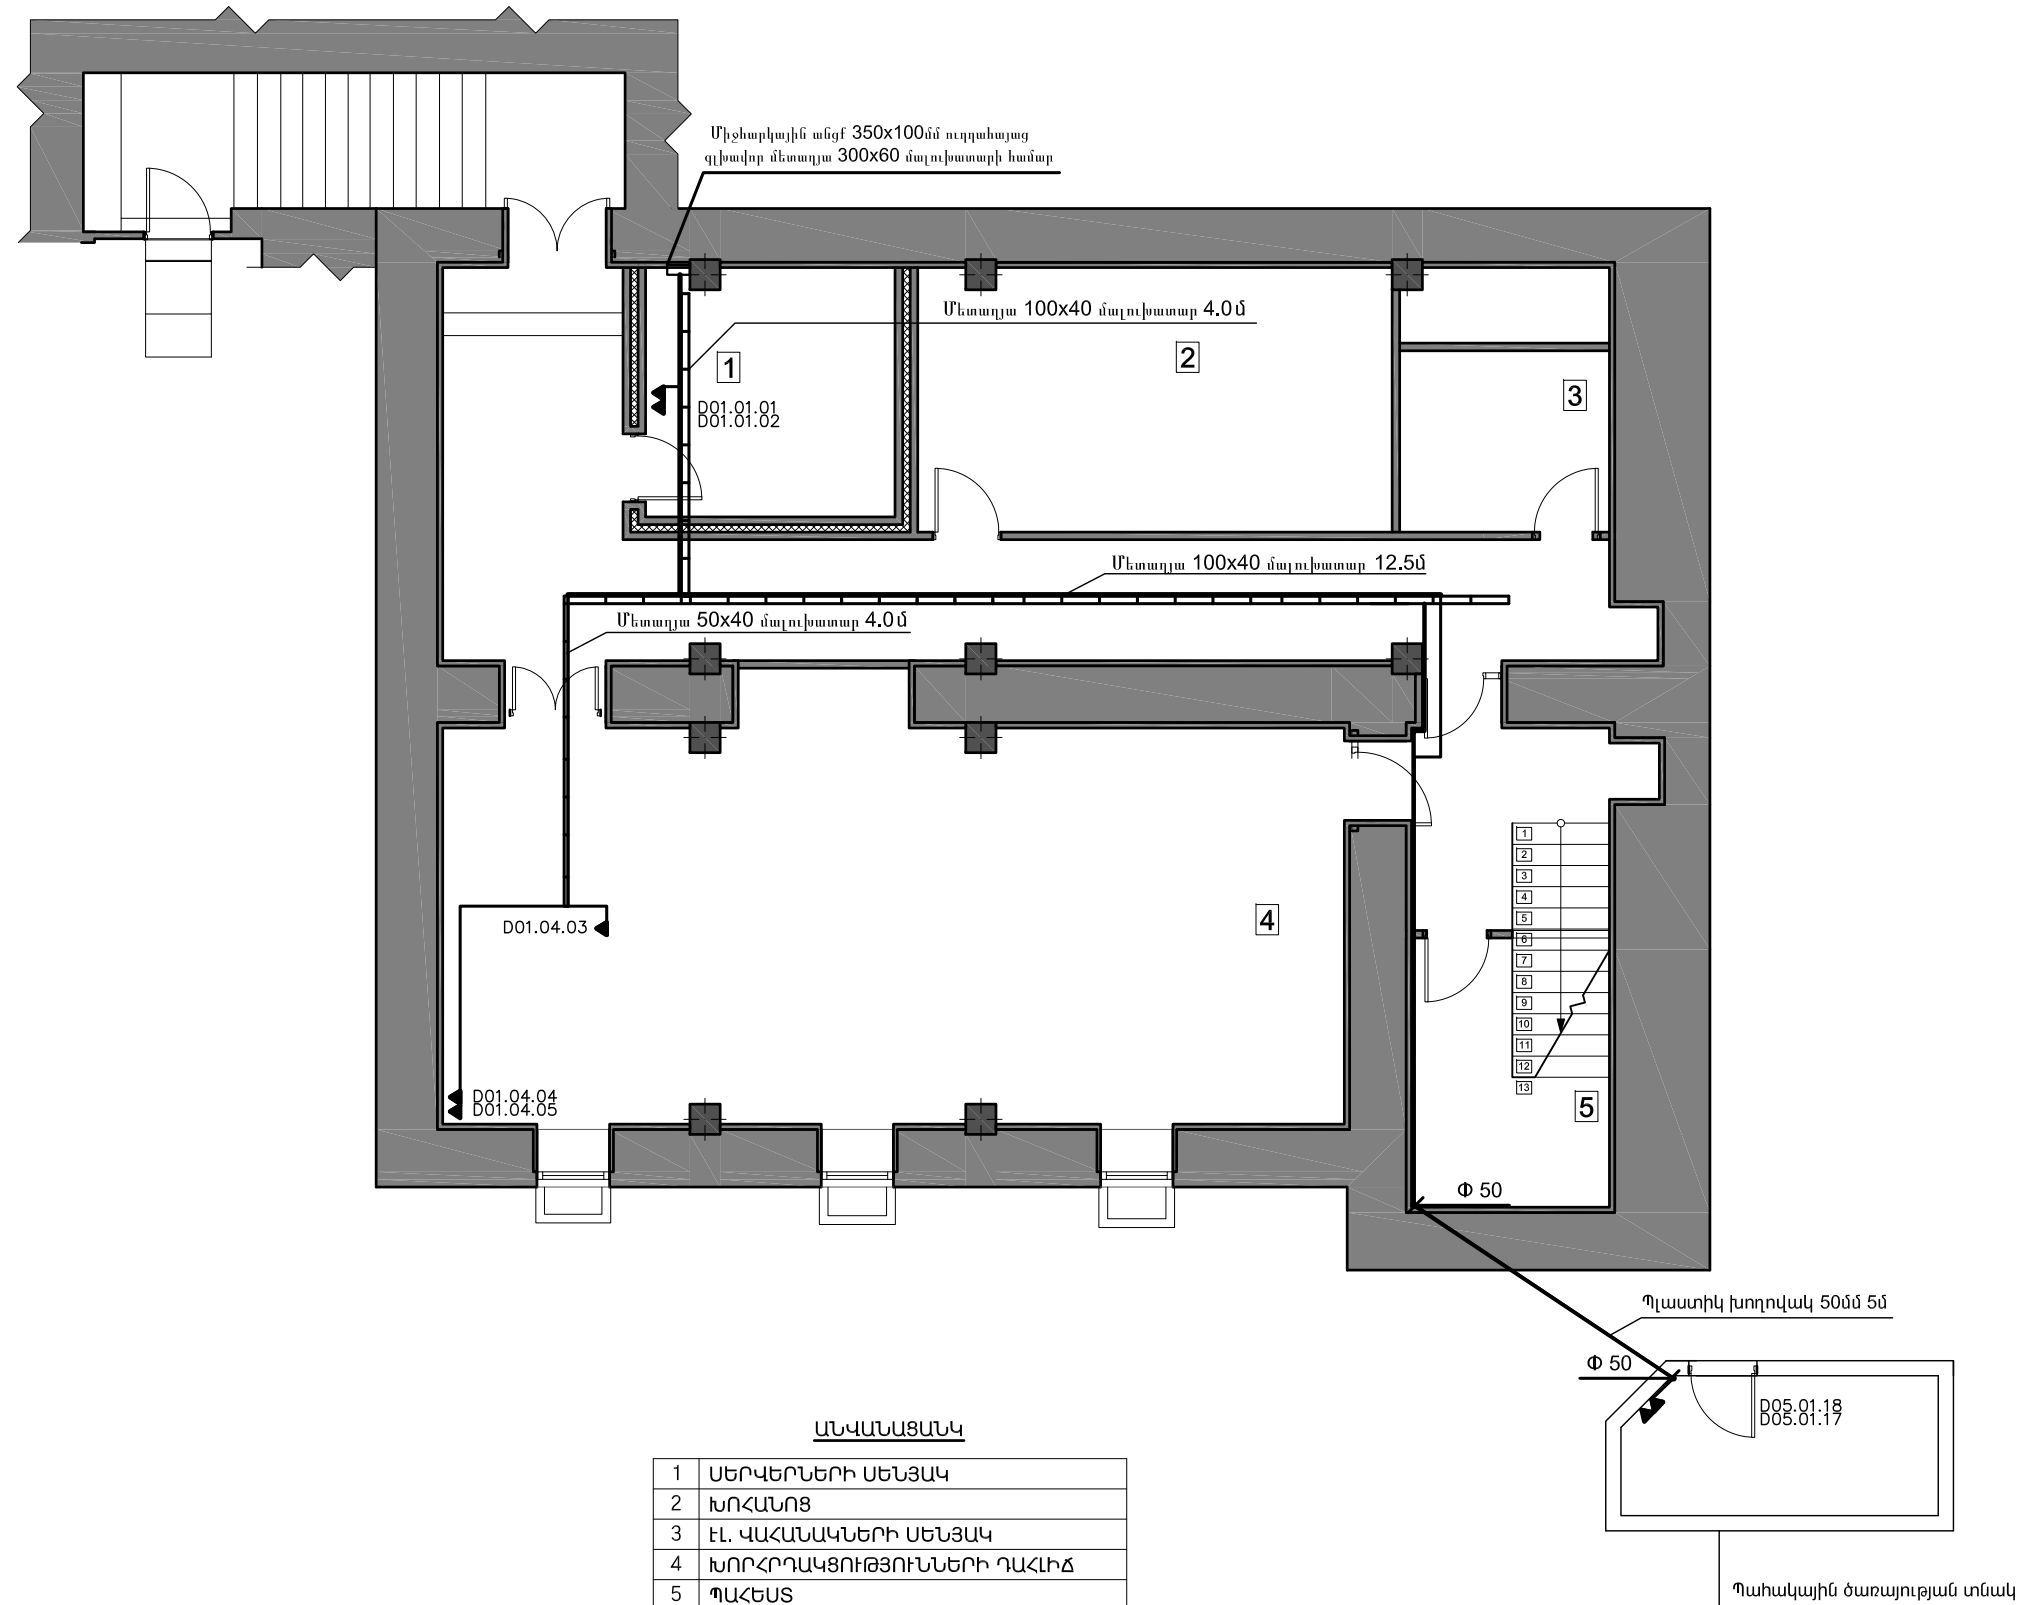 Միջհարկային անցք 350x100մմ ուղղահայաց
գլխավոր մետաղյա 300x60 մալուխատարի համար
Մետաղյա 100x40 մալուխատար 4.0մ
1
2
3
D01.01.01
D01.01.02
Մետաղյա 100x40 մալուխատար 12.5մ
Մետաղյա 50x40 մալուխատար 4.0մ
1
2
3
4
5
6
7
8
9
10
11
12
13
4
D01.04.03
D01.04.04
D01.04.05
5
Φ 50
Պլաստիկ խողովակ 50մմ 5մ
Φ 50
D05.01.18
D05.01.17
ԱՆՎԱՆԱՑԱՆԿ
1 ՍԵՐՎԵՐՆԵՐԻ ՍԵՆՅԱԿ
2 ԽՈՀԱՆՈՑ
3 ԷԼ. ՎԱՀԱՆԱԿՆԵՐԻ ՍԵՆՅԱԿ
4 ԽՈՐՀՐԴԱԿՑՈՒԹՅՈՒՆՆԵՐԻ ԴԱՀԼԻՃ
5 ՊԱՀԵՍՏ
Պահակային ծառայության տնակ